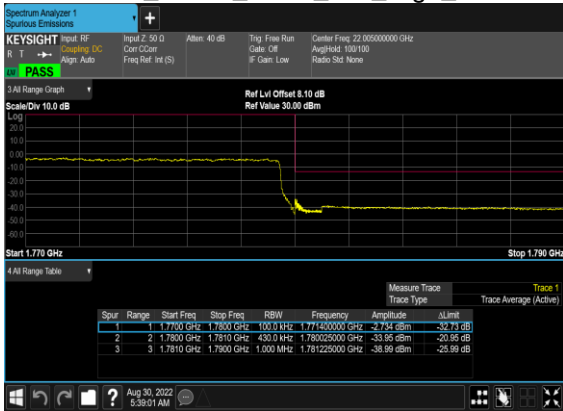 Spectrum Analyzer 1
Spurious Emissions
+
KEYSIGHT Input: RF Input Z: 50 Ω Atten: 40 dB Trig: Free Run Center Freq: 22.005000000 GHz
R T Coupling: DC Corr CCorr Gate: Off Avg|Hold: 100/100
Align: Auto Freq Ref: Int (S) IF Gain: Low Radio Std: None
PASS
3 All Range Graph
Ref Lvl Offset 8.10 dB
Scale/Div 10.0 dB Ref Value 30.00 dBm
Log
20.0
10.0
0.00
-10.0
-20.0
-30.0
-40.0
-50.0
-60.0
Start 1.770 GHz Stop 1.790 GHz
4 All Range Table
Measure Trace Trace 1
Trace Type Trace Average (Active)
Spur Range Start Freq Stop Freq RBW Frequency Amplitude ΔLimit
1 1 1.7700 GHz 1.7800 GHz 100.0 kHz 1.771400000 GHz -2.734 dBm -32.73 dB
2 2 1.7800 GHz 1.7810 GHz 430.0 kHz 1.780025000 GHz -33.95 dBm -20.95 dB
3 3 1.7810 GHz 1.7900 GHz 1.000 MHz 1.781225000 GHz -38.99 dBm -25.99 dB
? Aug 30, 2022
5:39:01 AM